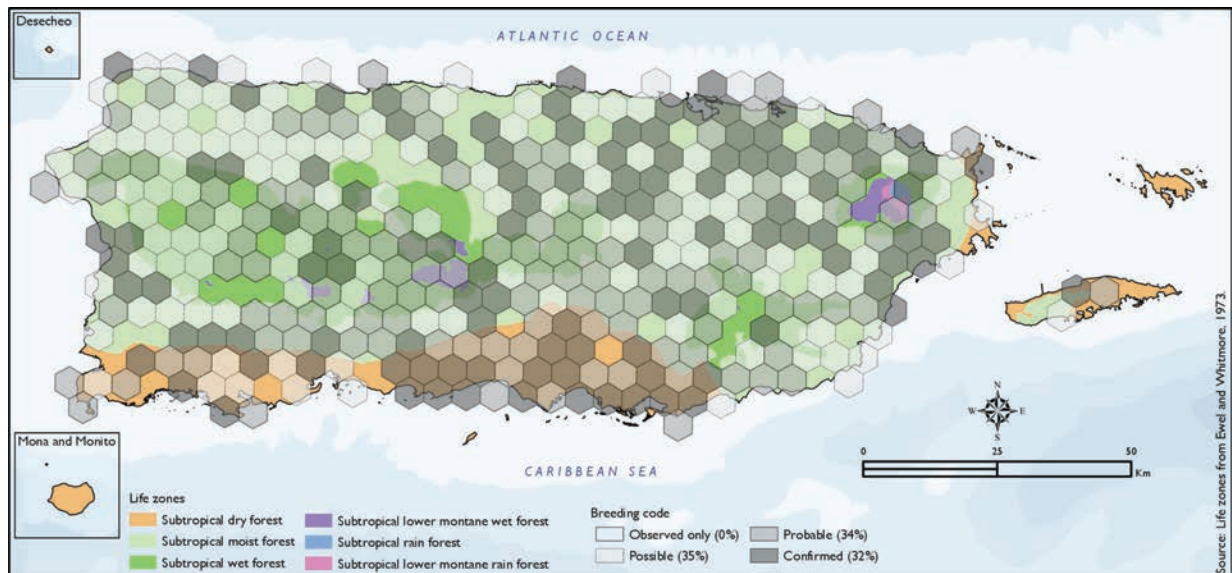 Desecheo
ATLANTIC OCEAN
N
W E
S
0 25 50
Km
Mona and Monito
CARIBBEAN SEA
Life zones
Subtropical dry forest
Subtropical moist forest
Subtropical wet forest
Subtropical lower montane wet forest
Subtropical rain forest
Subtropical lower montane rain forest
Breeding code
Observed only (0%)
Possible (35%)
Probable (34%)
Confirmed (32%)
Source: Life zones from Ewel and Whitmore, 1973.